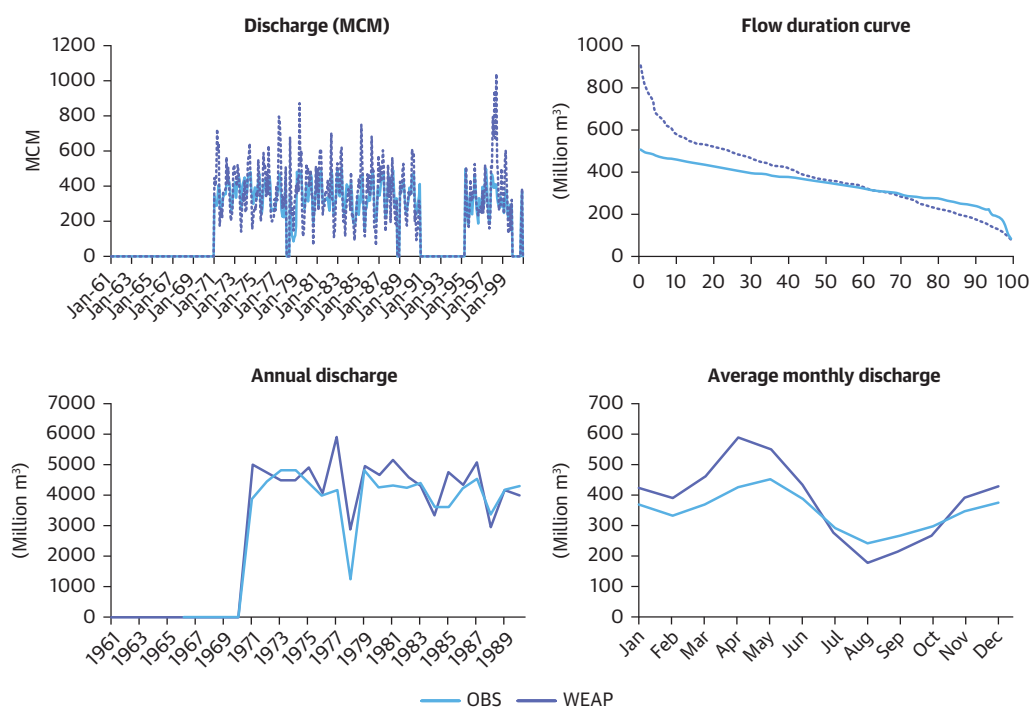 Discharge (MCM)
MCM
1200
1000
800
600
400
200
0
Jan-61
Jan-63
Jan-65
Jan-67
Jan-69
Jan-71
Jan-73
Jan-75
Jan-77
Jan-79
Jan-81
Jan-83
Jan-85
Jan-87
Jan-89
Jan-91
Jan-93
Jan-95
Jan-97
Jan-99
Flow duration curve
(Million m³)
1000
800
600
400
200
0
0 10 20 30 40 50 60 70 80 90 100
Annual discharge
(Million m³)
7000
6000
5000
4000
3000
2000
1000
0
1961
1963
1965
1967
1969
1971
1973
1975
1977
1979
1981
1983
1985
1987
1989
Average monthly discharge
(Million m³)
700
600
500
400
300
200
100
0
Jan
Feb
Mar
Apr
May
Jun
Jul
Aug
Sep
Oct
Nov
Dec
OBS WEAP